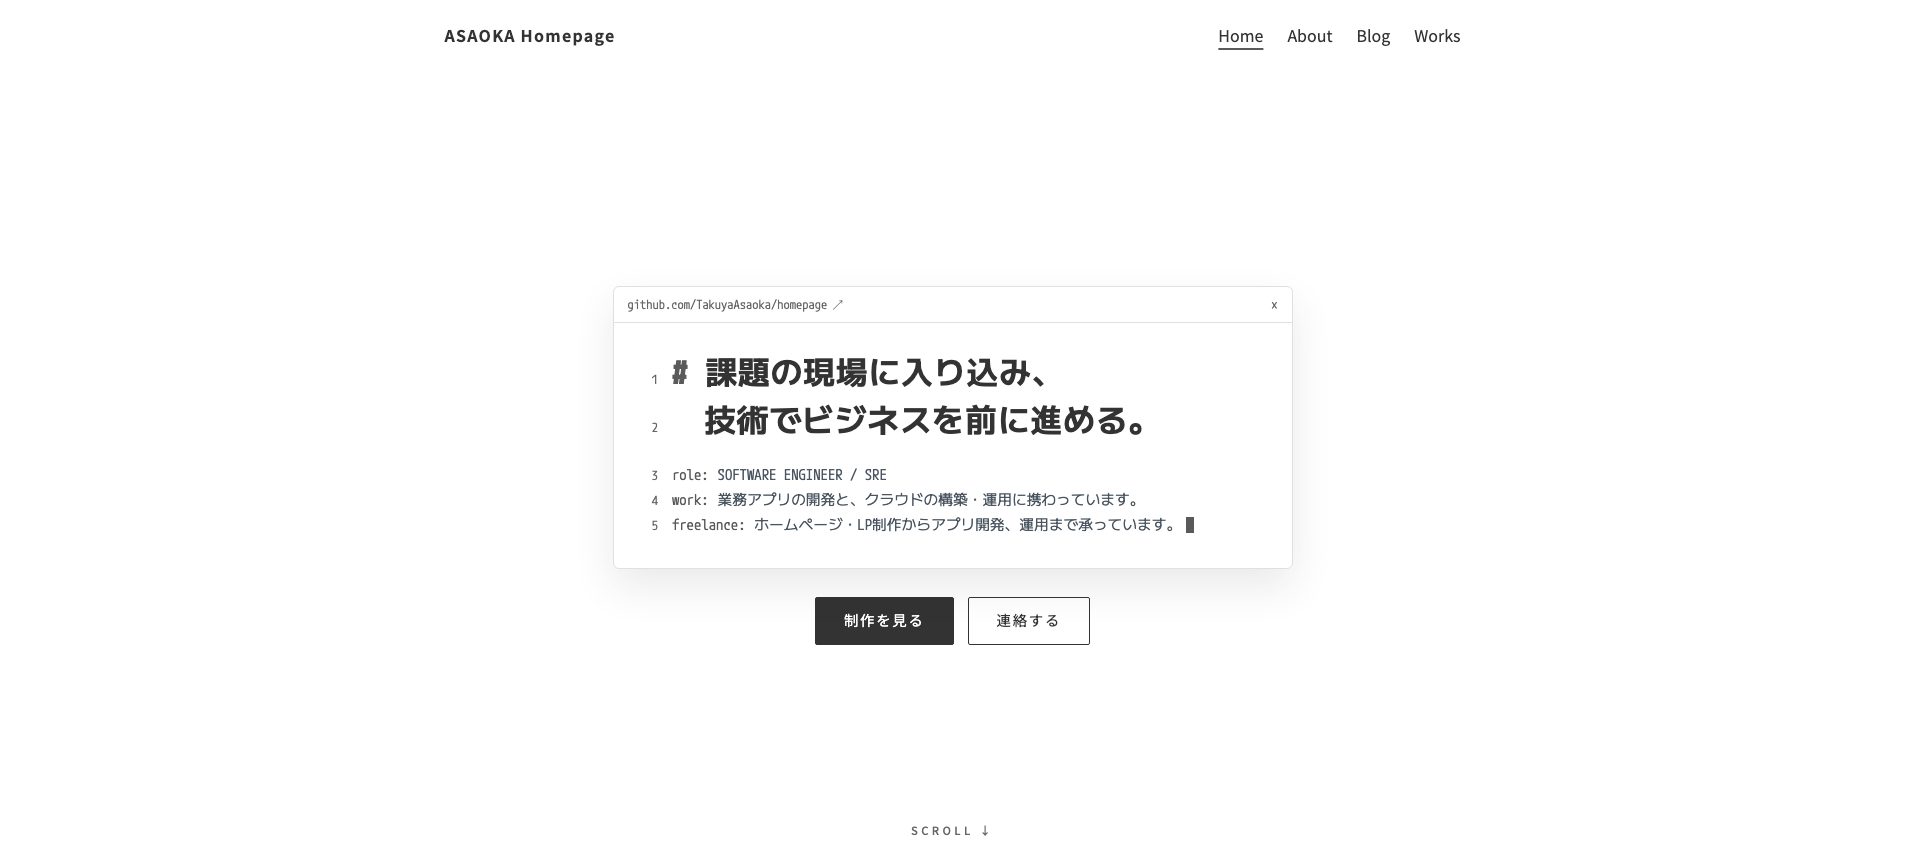 ASAOKA Homepage
Home About Blog Works
github.com/TakuyaAsaoka/homepage ↗ x
1 # 課題の現場に入り込み、
2 技術でビジネスを前に進める。
3 role: SOFTWARE ENGINEER / SRE
4 work: 業務アプリの開発と、クラウドの構築・運用に携わっています。
5 freelance: ホームページ・LP制作からアプリ開発、運用まで承っています。
制作を見る 連絡する
SCROLL ↓